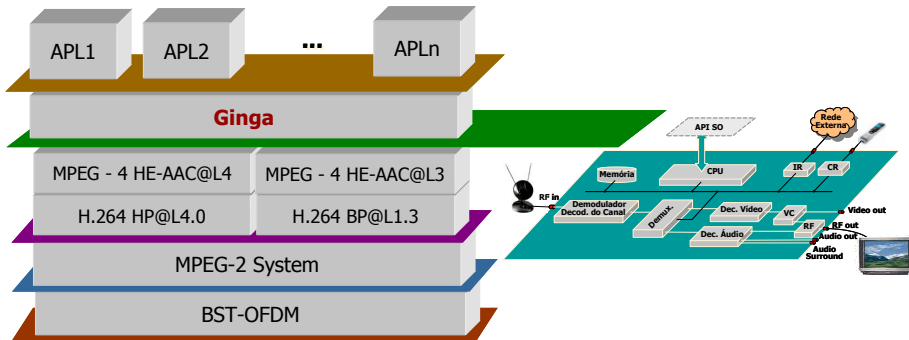 APL1
APL2
...
APLn
Ginga
MPEG - 4 HE-AAC@L4
MPEG - 4 HE-AAC@L3
H.264 HP@L4.0
H.264 BP@L1.3
MPEG-2 System
BST-OFDM
API SO
Rede
Externa
IR
CR
CPU
Memória
RF in
Demodulador
Decod. do Canal
Demux.
Dec. Vídeo
VC
Video out
Dec. Áudio
RF
RF out
Audio out
Audio
Surround